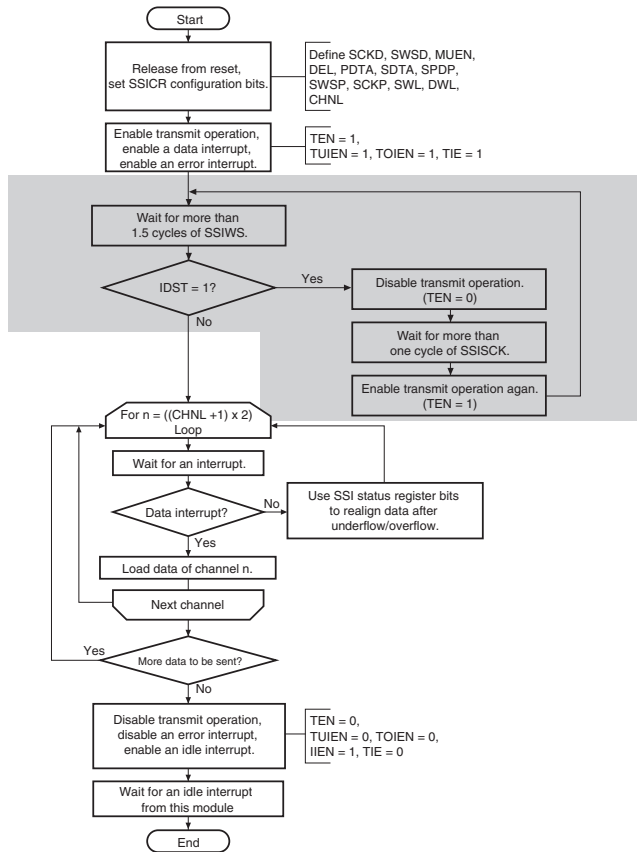 Start
Release from reset,
set SSICR configuration bits.
Define SCKD, SWSD, MUEN,
DEL, PDTA, SDTA, SPDP,
SWSP, SCKP, SWL, DWL,
CHNL
Enable transmit operation,
enable a data interrupt,
enable an error interrupt.
TEN = 1,
TUIEN = 1, TOIEN = 1, TIE = 1
Wait for more than
1.5 cycles of SSIWS.
IDST = 1?
Yes
No
Disable transmit operation.
(TEN = 0)
Wait for more than
one cycle of SSISCK.
Enable transmit operation agan.
(TEN = 1)
For n = ((CHNL +1) x 2)
Loop
Wait for an interrupt.
Data interrupt?
No
Yes
Use SSI status register bits
to realign data after
underflow/overflow.
Load data of channel n.
Next channel
More data to be sent?
Yes
No
Disable transmit operation,
disable an error interrupt,
enable an idle interrupt.
TEN = 0,
TUIEN = 0, TOIEN = 0,
IIEN = 1, TIE = 0
Wait for an idle interrupt
from this module
End